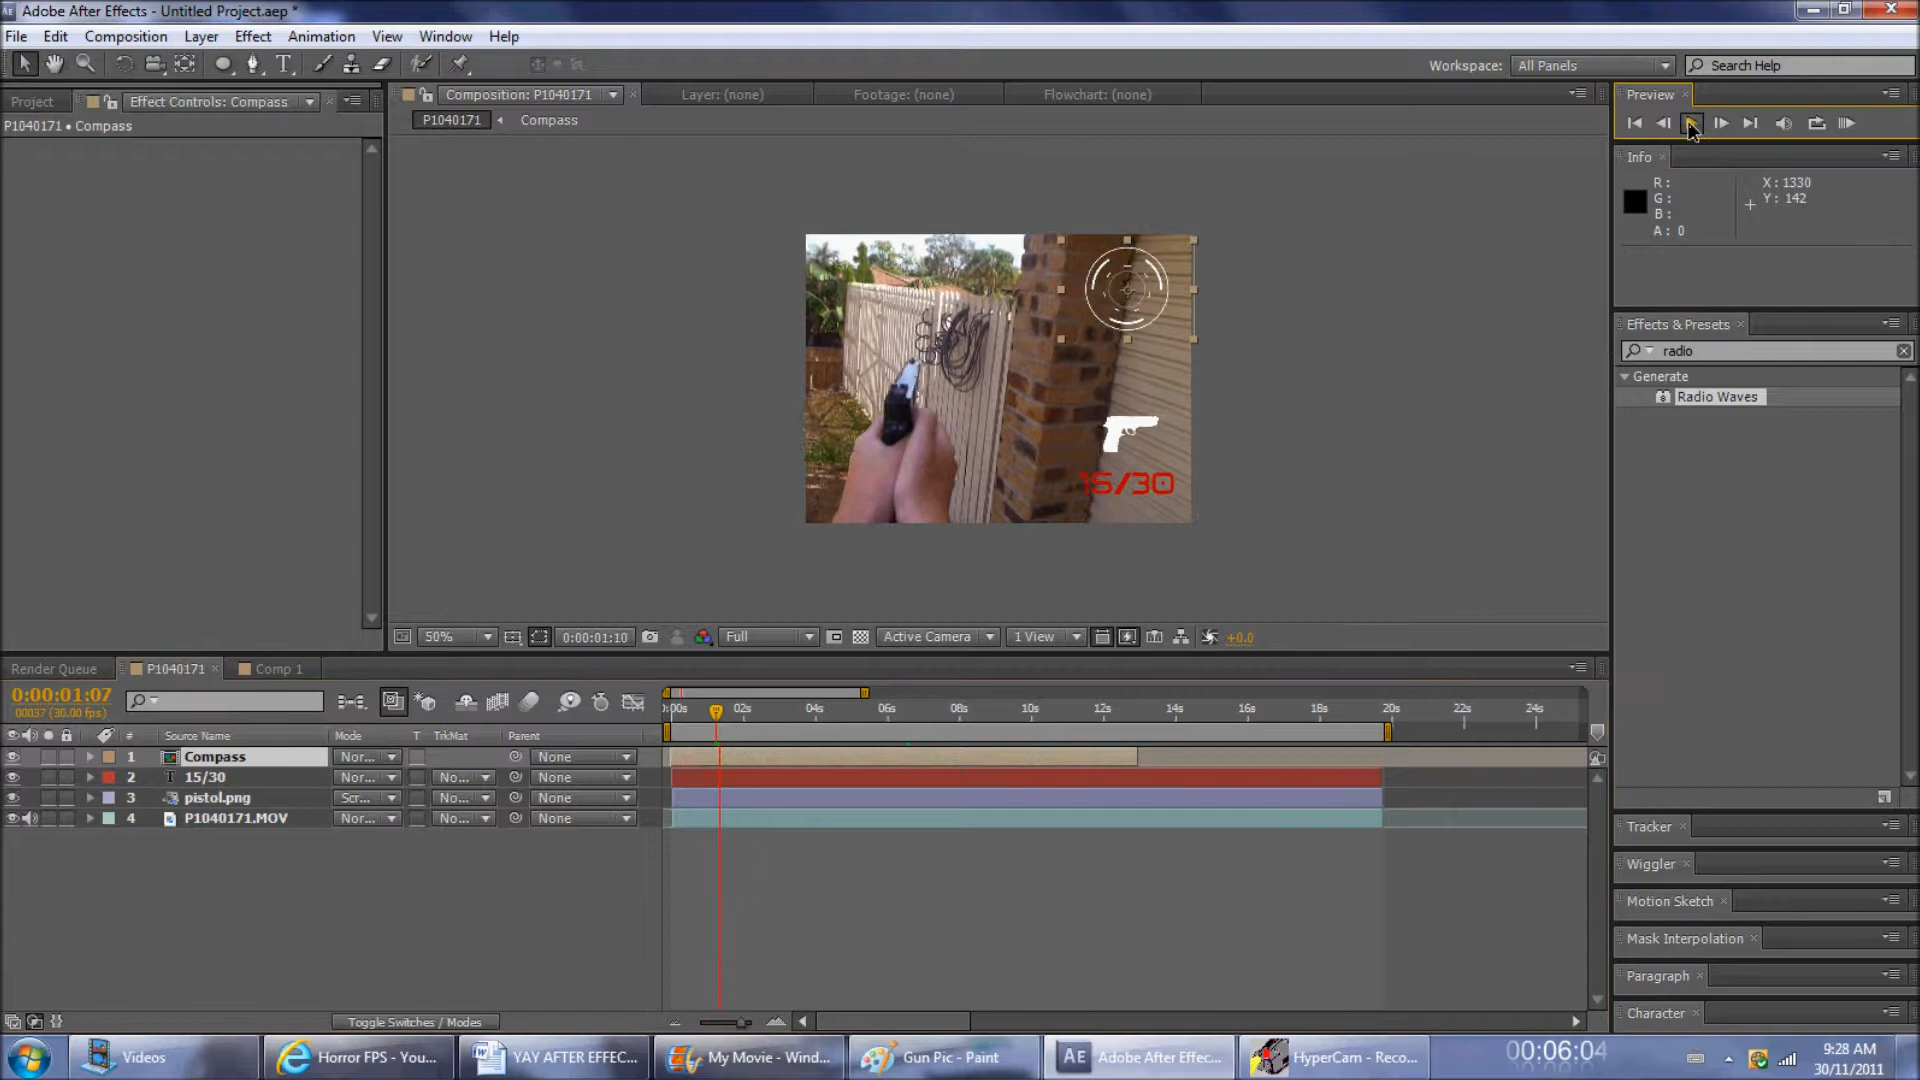 AE Adobe After Effects - Untitled Project.aep *
File Edit Composition Layer Effect Animation View Window Help
Workspace: All Panels Search Help
Project Effect Controls: Compass
Composition: P1040171 Layer: (none) Footage: (none) Flowchart: (none)
Preview
P1040171 • Compass
P1040171 Compass
Info
R:
G:
B:
A: 0
X: 1330
Y: 142
Effects & Presets
radio
Generate
Radio Waves
15/30
50% 0:00:01:10 Full Active Camera 1 View +0.0
Render Queue P1040171 Comp 1
0:00:01:07
00037 (30.00 fps)
):00s 02s 04s 06s 08s 10s 12s 14s 16s 18s 20s 22s 24s
# Source Name Mode T TrkMat Parent
1 Compass Nor... None
2 T 15/30 Nor... No... None
3 pistol.png Scr... No... None
4 P1040171.MOV Nor... No... None
Tracker
Wiggler
Motion Sketch
Mask Interpolation
Paragraph
Character
Toggle Switches / Modes
Videos Horror FPS - You... YAY AFTER EFFEC... My Movie - Wind... Gun Pic - Paint AE Adobe After Effec... HyperCam - Reco... 00:06:04
9:28 AM
30/11/2011